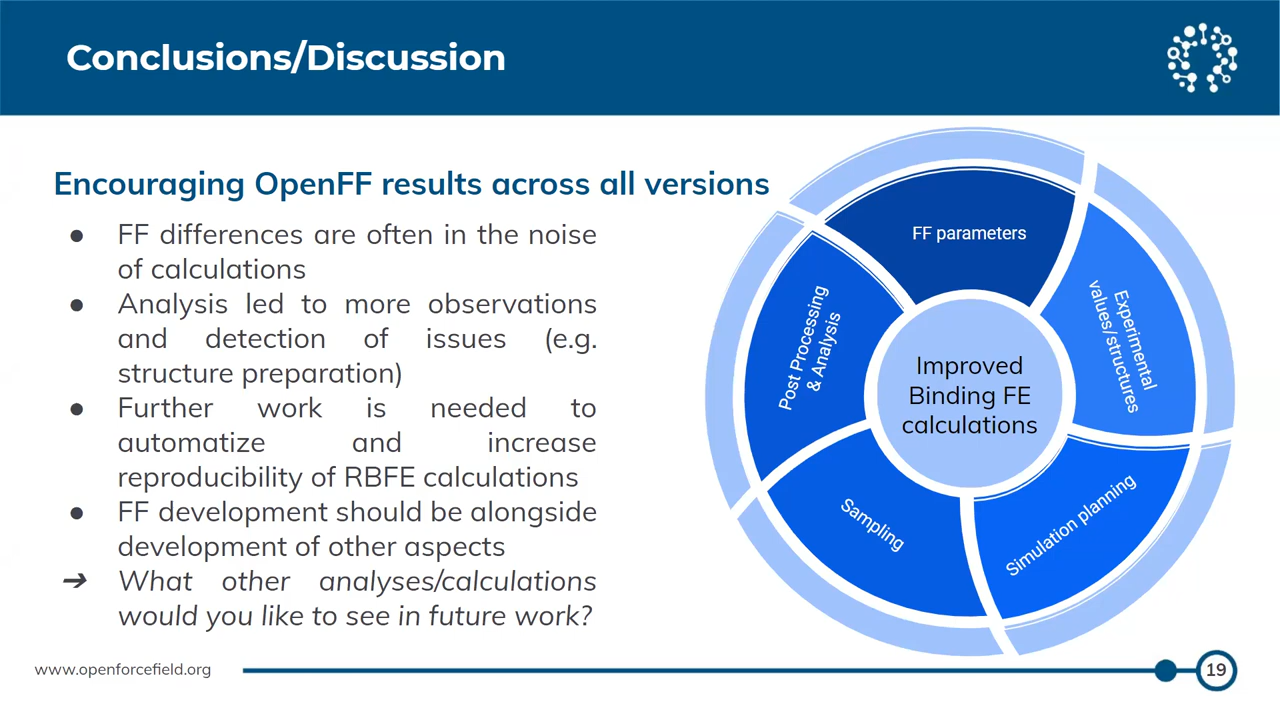 Conclusions/Discussion
Encouraging OpenFF results across all versions
● FF differences are often in the noise
of calculations
● Analysis led to more observations
and detection of issues (e.g.
structure preparation)
● Further work is needed to
automatize and increase
reproducibility of RBFE calculations
● FF development should be alongside
development of other aspects
➔ What other analyses/calculations
would you like to see in future work?
FF parameters
Experimental
values/structures
Simulation planning
Sampling
Post Processing
& Analysis
Improved
Binding FE
calculations
www.openforcefield.org
19